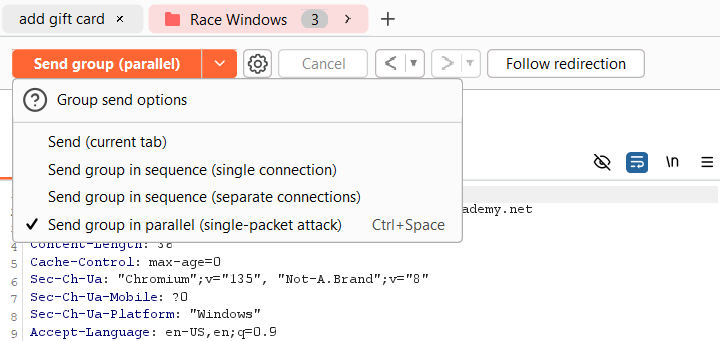 add gift card ×
Race Windows 3
Send group (parallel) Cancel < > Follow redirection
Group send options
Send (current tab)
Send group in sequence (single connection)
Send group in sequence (separate connections)
Send group in parallel (single-packet attack) Ctrl+Space
\n
1
2 ademy.net
4 Content-Length: 38
5 Cache-Control: max-age=0
6 Sec-Ch-Ua: "Chromium";v="135", "Not-A.Brand";v="8"
7 Sec-Ch-Ua-Mobile: ?0
8 Sec-Ch-Ua-Platform: "Windows"
9 Accept-Language: en-US,en;q=0.9